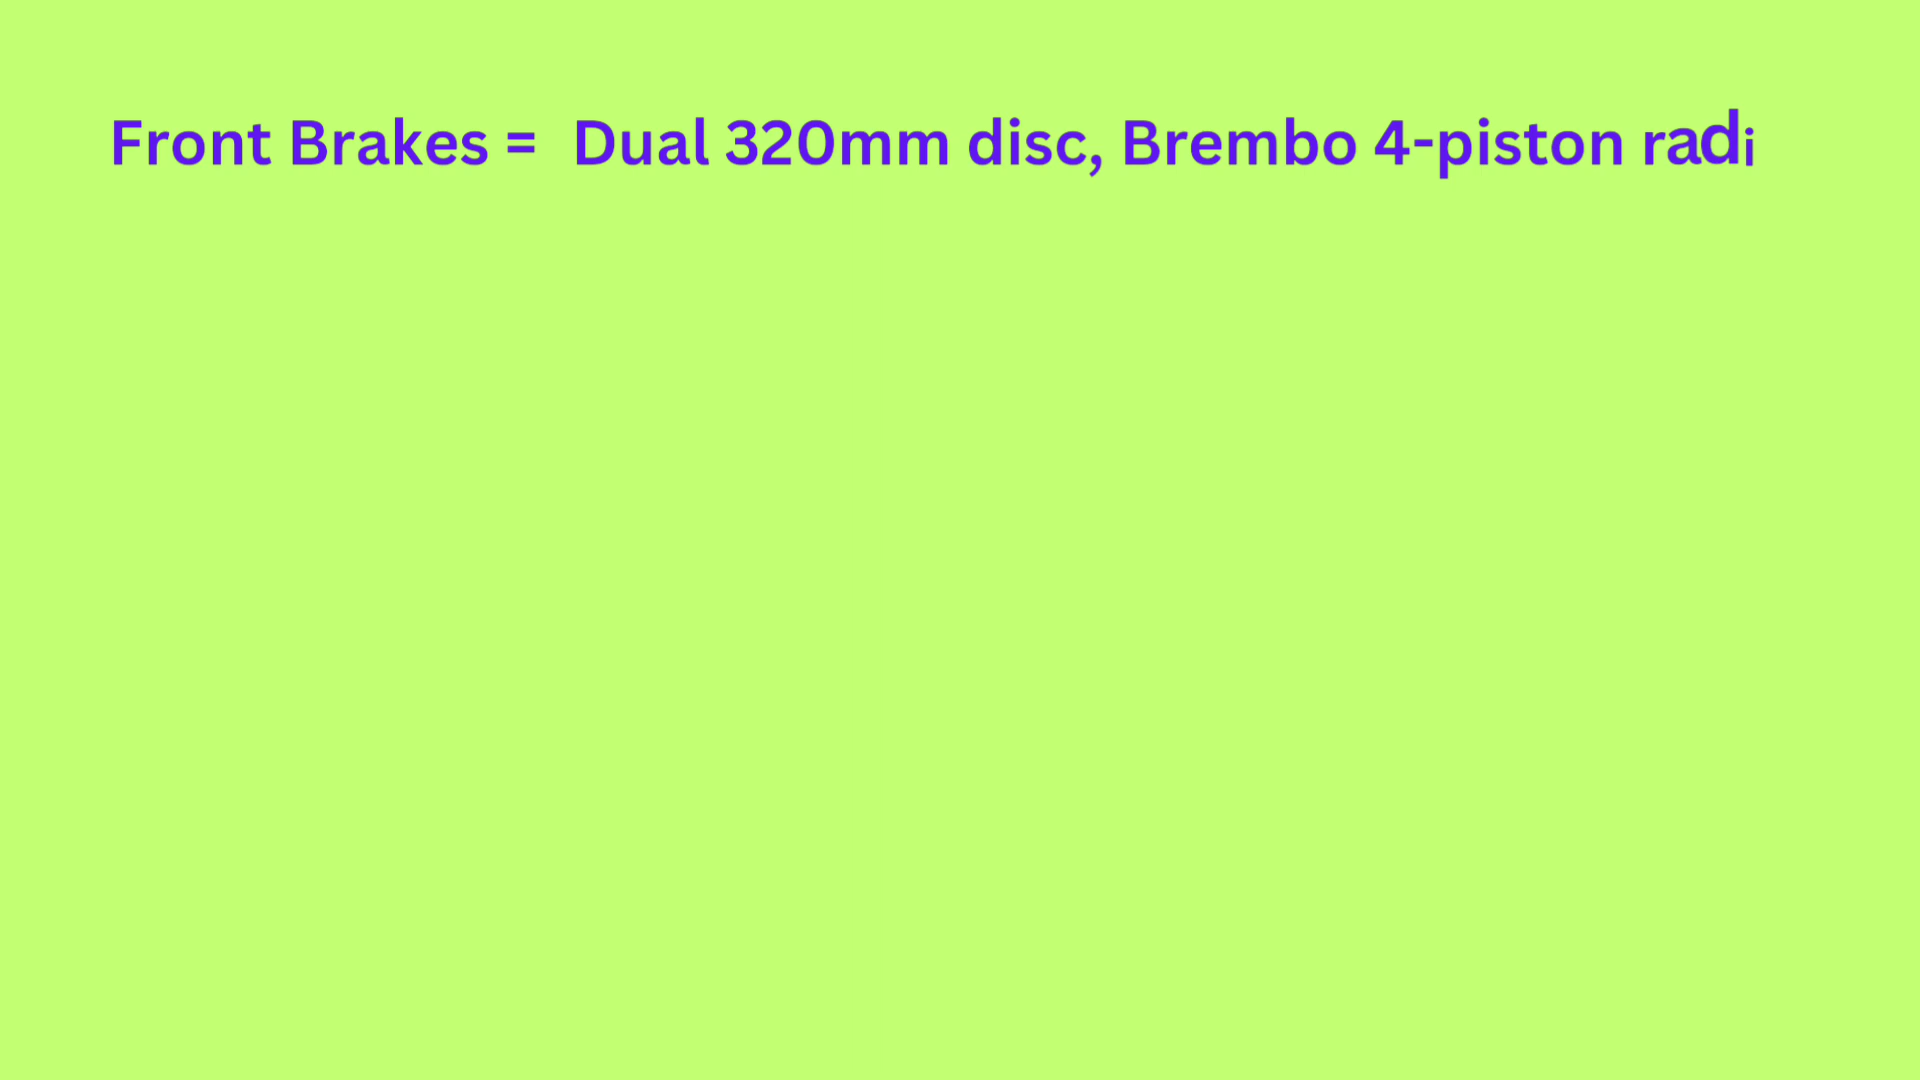 Front Brakes = Dual 320mm disc, Brembo 4-piston radi